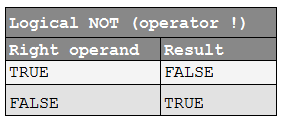 Logical NOT (operator !)
Right operand Result
TRUE FALSE
FALSE TRUE